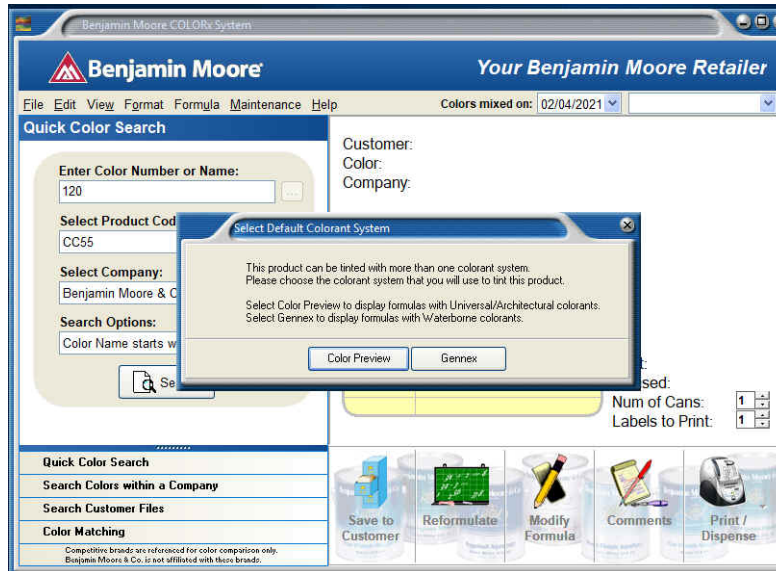 Benjamin Moore COLORx System
Benjamin Moore
Your Benjamin Moore Retailer
File Edit View Format Formula Maintenance Help
Colors mixed on: 02/04/2021
Quick Color Search
Customer:
Color:
Company:
Enter Color Number or Name:
120
...
Select Product Cod
CC55
Select Company:
Benjamin Moore & C
Search Options:
Color Name starts w
Se
Select Default Colorant System
This product can be tinted with more than one colorant system.
Please choose the colorant system that you will use to tint this product.
Select Color Preview to display formulas with Universal/Architectural colorants.
Select Gennex to display formulas with Waterborne colorants.
Color Preview
Gennex
sed:
Num of Cans: 1
Labels to Print: 1
Quick Color Search
Search Colors within a Company
Search Customer Files
Color Matching
Competitive brands are referenced for color comparison only.
Benjamin Moore & Co. is not affiliated with these brands.
Save to Customer
Reformulate
Modify Formula
Comments
Print / Dispense